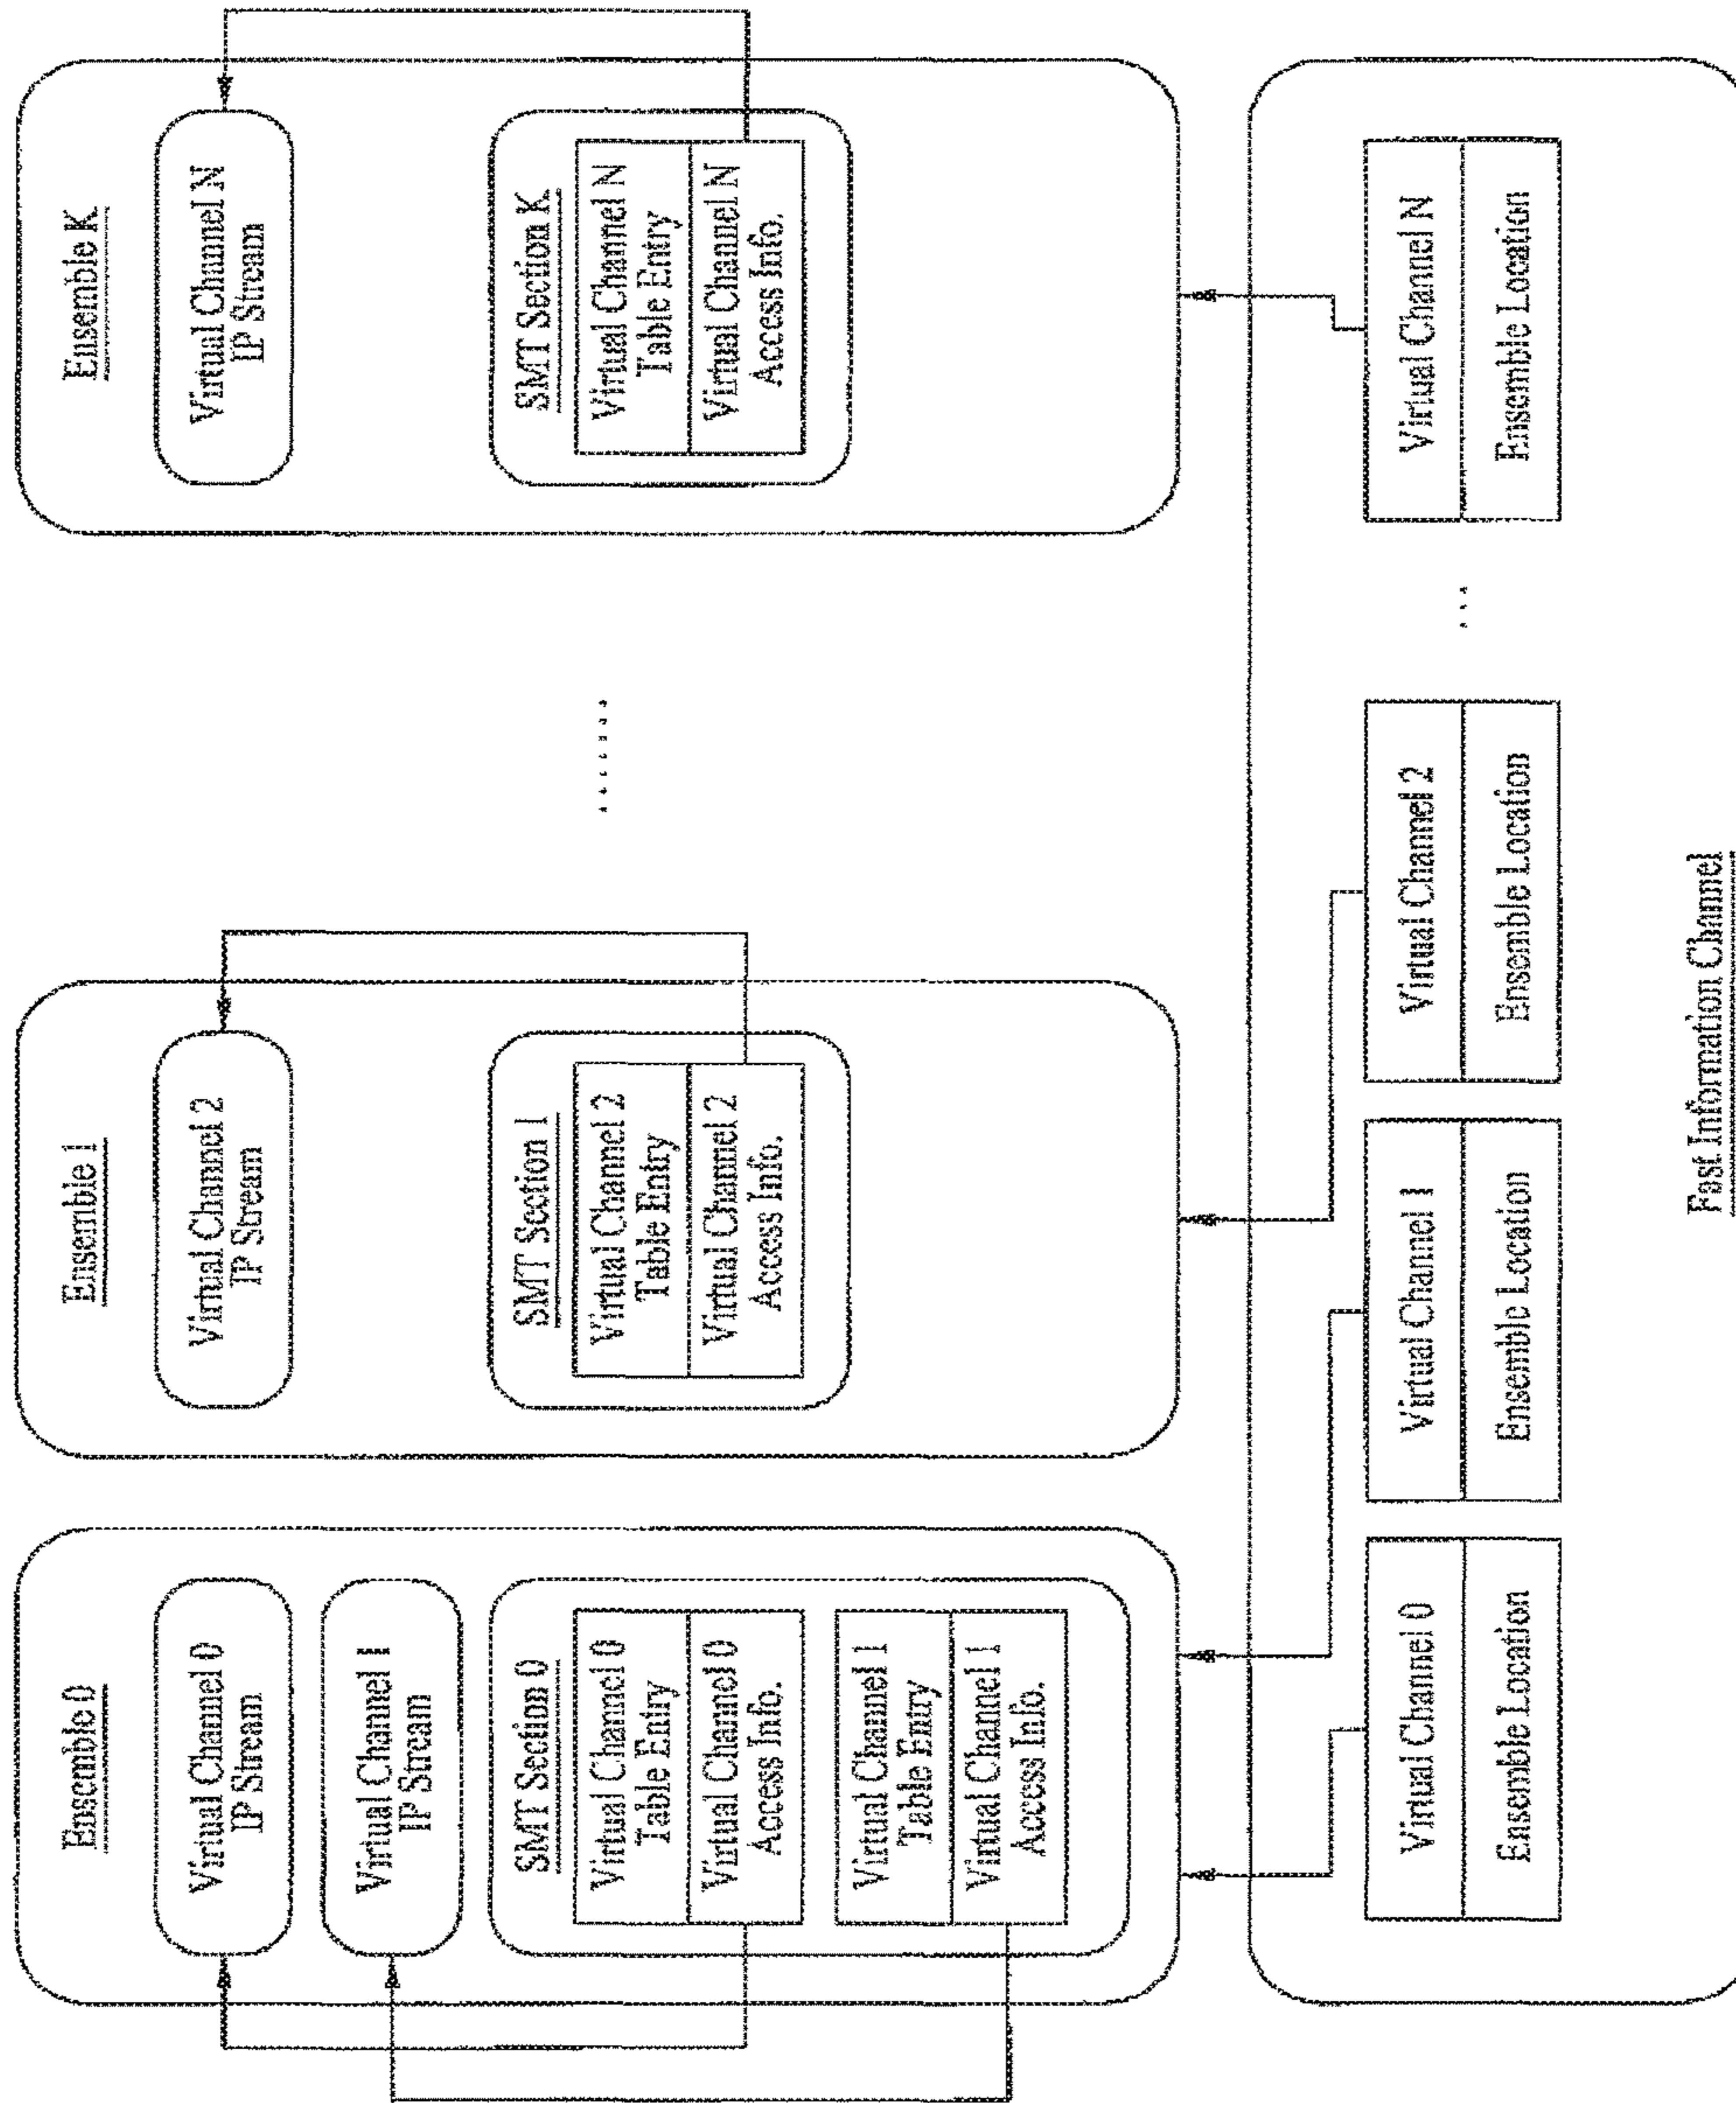 Ensemble 0
Virtual Channel 0
IP Stream
Virtual Channel 1
IP Stream
SMT Section 0
Virtual Channel 0
Table Entry
Virtual Channel 0
Access Info.
Virtual Channel 1
Table Entry
Virtual Channel 1
Access Info.
Ensemble 1
Virtual Channel 2
IP Stream
SMT Section 1
Virtual Channel 2
Table Entry
Virtual Channel 2
Access Info.
........
Ensemble K
Virtual Channel N
IP Stream
SMT Section K
Virtual Channel N
Table Entry
Virtual Channel N
Access Info.
Virtual Channel 0
Ensemble Location
Virtual Channel 1
Ensemble Location
Virtual Channel 2
Ensemble Location
...
Virtual Channel N
Ensemble Location
Fast Information Channel